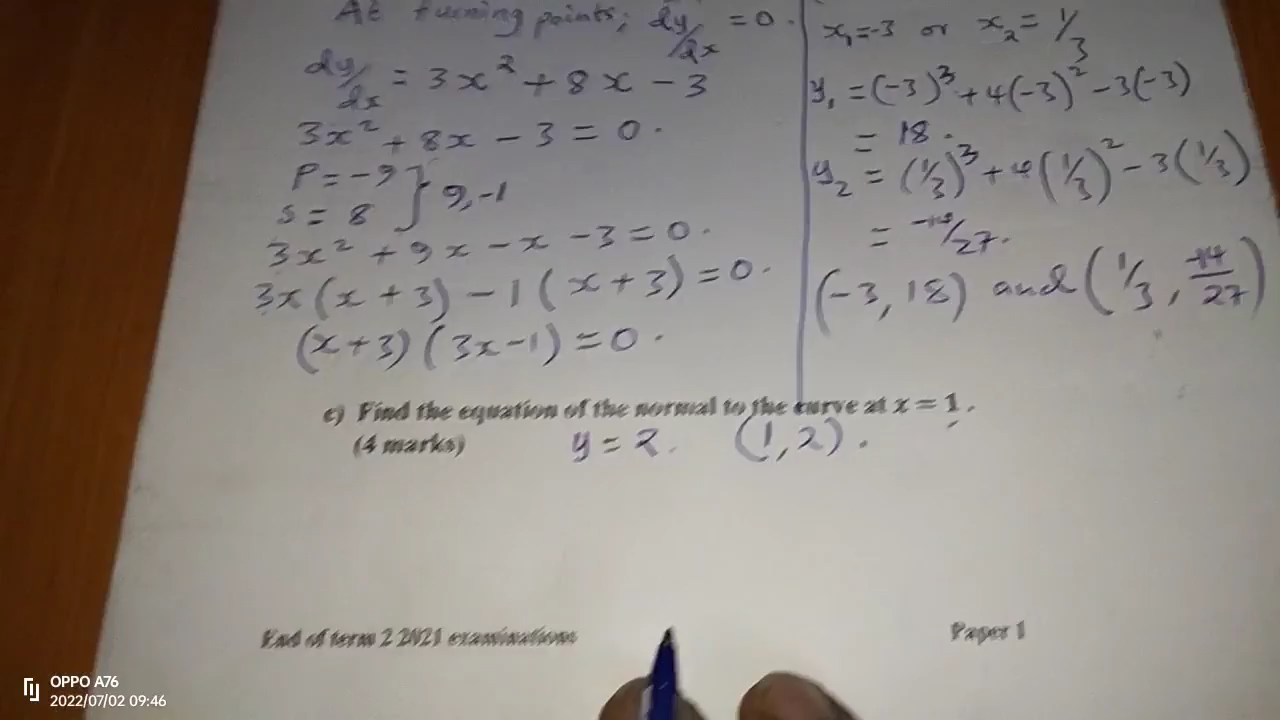 At turning points; dy/dx = 0.
dy/dx = 3x² + 8x - 3
3x² + 8x - 3 = 0.
P = -9
S = 8 } 9, -1
3x² + 9x - x - 3 = 0.
3x(x + 3) - 1(x + 3) = 0.
(x+3)(3x-1) = 0.
x₁=-3 or x₂ = 1/3
y₁ = (-3)³ + 4(-3)² - 3(-3)
= 18.
y₂ = (1/3)³ + 4(1/3)² - 3(1/3)
= -14/27.
(-3, 18) and (1/3, -14/27)
c) Find the equation of the normal to the curve at x = 1.
(4 marks) y = 2. (1, 2).
End of term 2 2021 examinations Paper 1
OPPO A76
2022/07/02 09:46